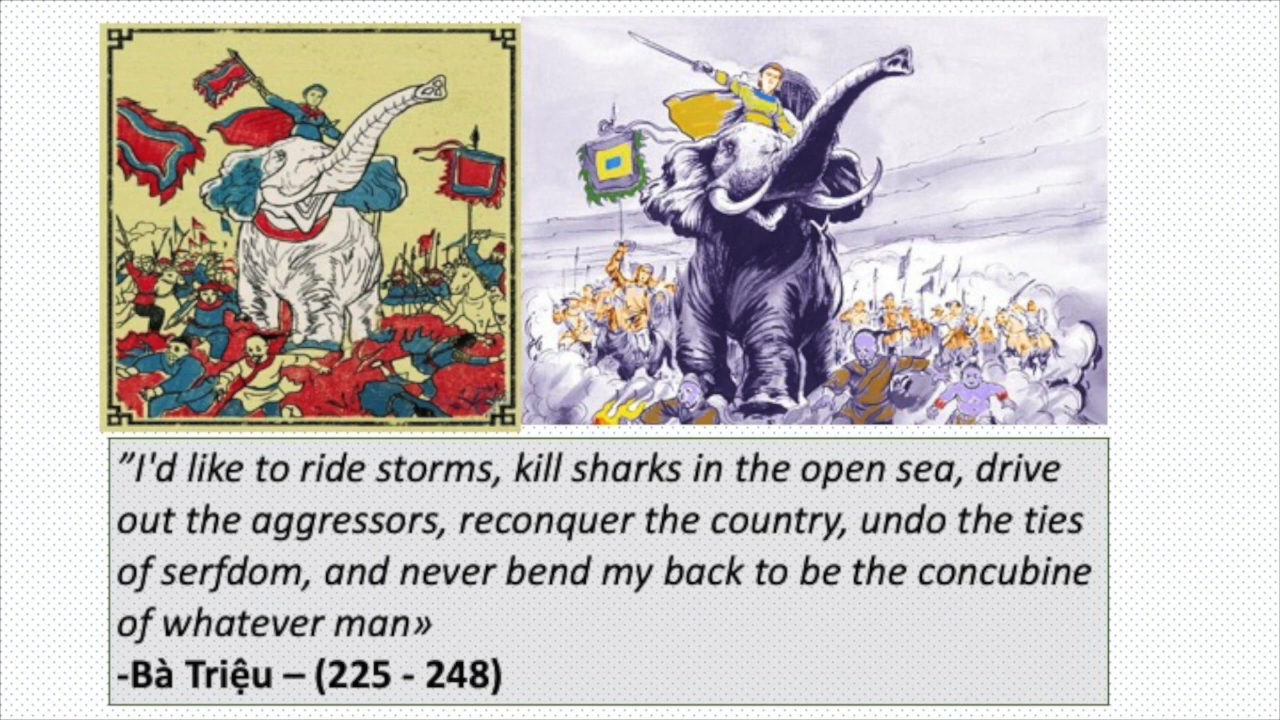 ”I'd like to ride storms, kill sharks in the open sea, drive
out the aggressors, reconquer the country, undo the ties
of serfdom, and never bend my back to be the concubine
of whatever man»
-Bà Triệu – (225 - 248)